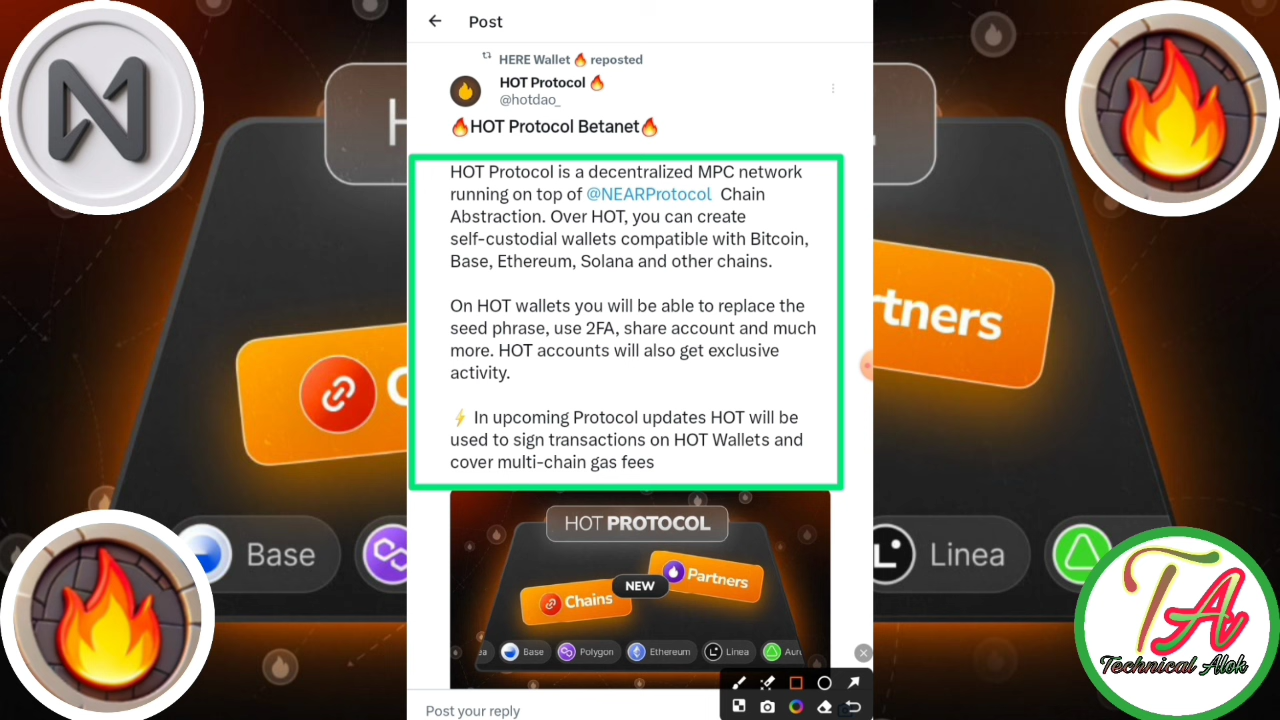 Post
HERE Wallet 🔥 reposted
HOT Protocol 🔥
@hotdao_
🔥HOT Protocol Betanet🔥
HOT Protocol is a decentralized MPC network
running on top of @NEARProtocol Chain
Abstraction. Over HOT, you can create
self-custodial wallets compatible with Bitcoin,
Base, Ethereum, Solana and other chains.
On HOT wallets you will be able to replace the
seed phrase, use 2FA, share account and much
more. HOT accounts will also get exclusive
activity.
⚡ In upcoming Protocol updates HOT will be
used to sign transactions on HOT Wallets and
cover multi-chain gas fees
HOT PROTOCOL
Partners
NEW
Chains
Base
Polygon
Ethereum
Linea
Post your reply
Base
Linea
TA
Technical Alok